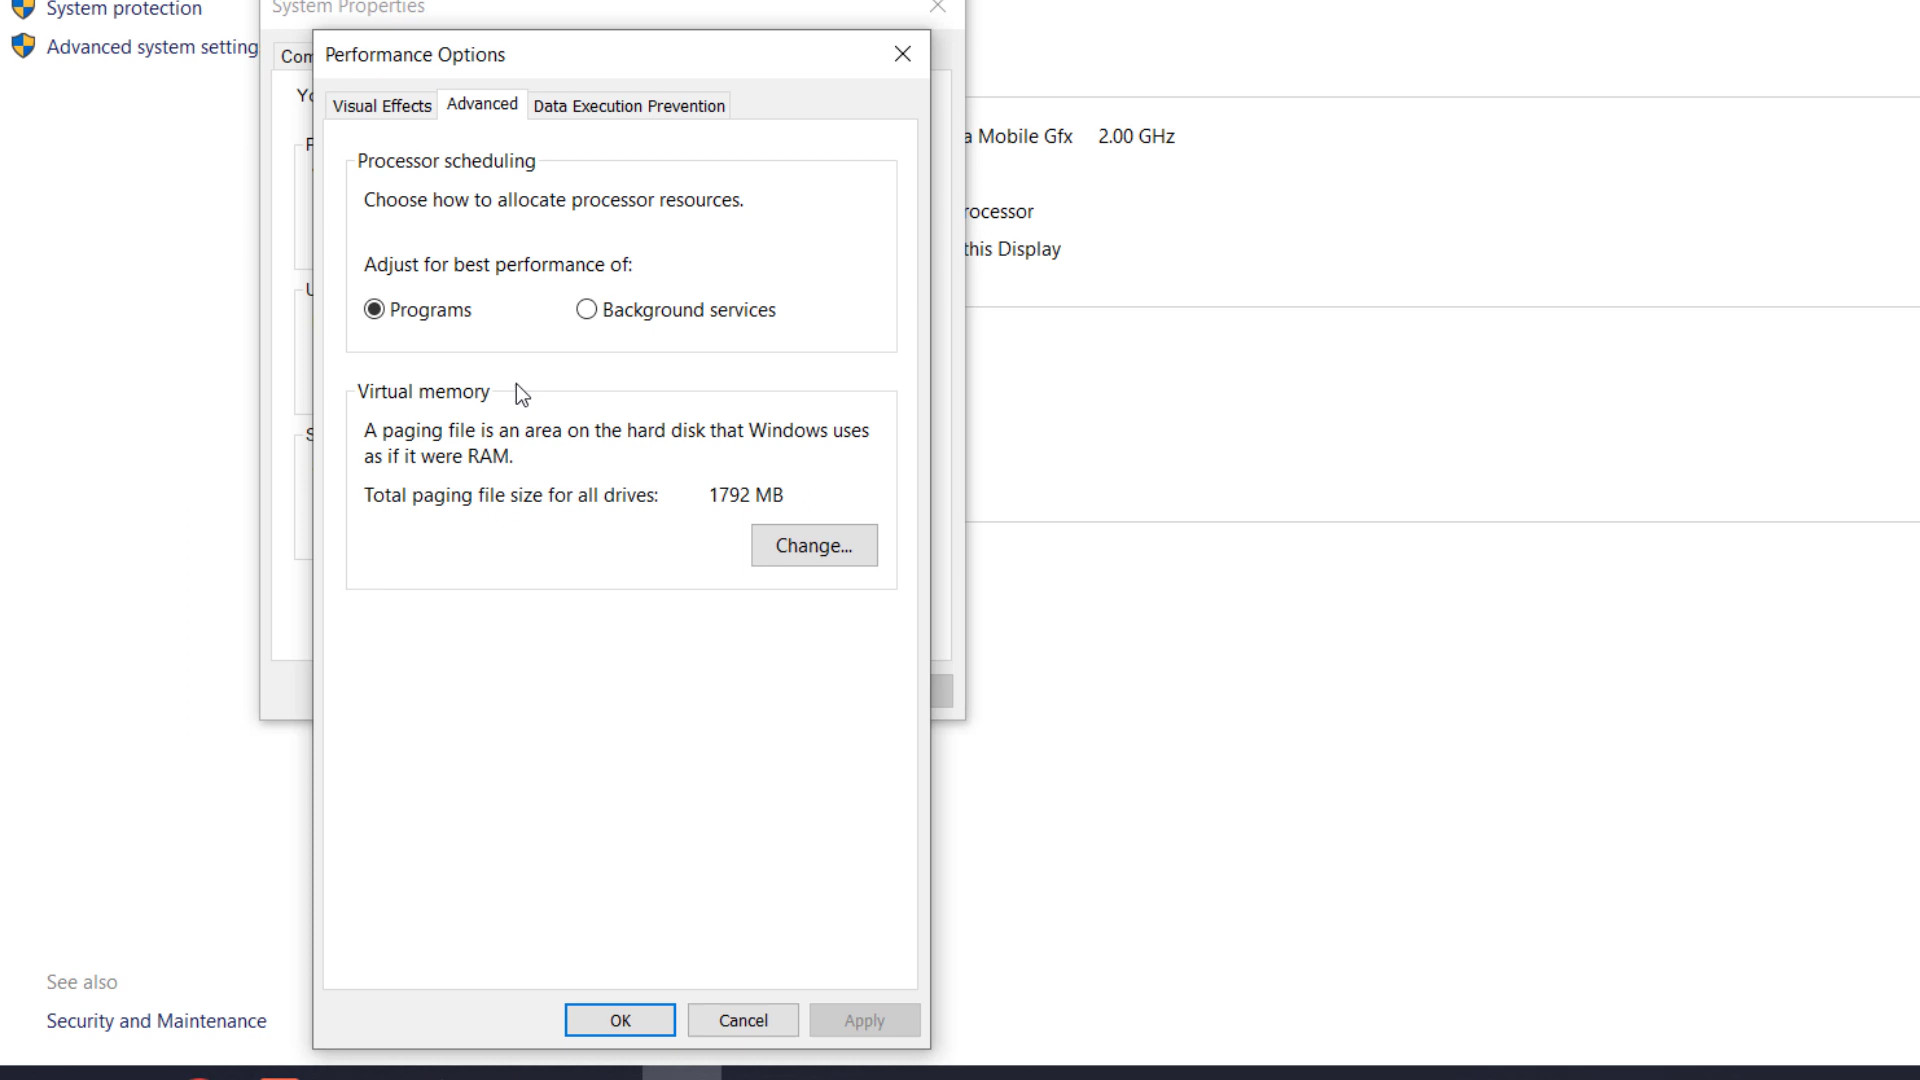 System protection
Advanced system setting
System Properties
Performance Options
Visual Effects
Advanced
Data Execution Prevention
Processor scheduling
Choose how to allocate processor resources.
Adjust for best performance of:
Programs
Background services
Virtual memory
A paging file is an area on the hard disk that Windows uses
as if it were RAM.
Total paging file size for all drives: 1792 MB
Change...
OK
Cancel
Apply
a Mobile Gfx 2.00 GHz
rocessor
this Display
See also
Security and Maintenance